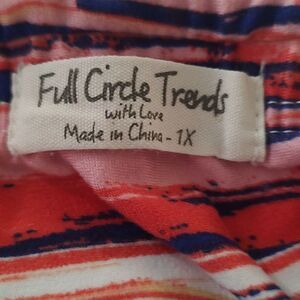 Full Circle Trends
with Love
Made in China - 1X